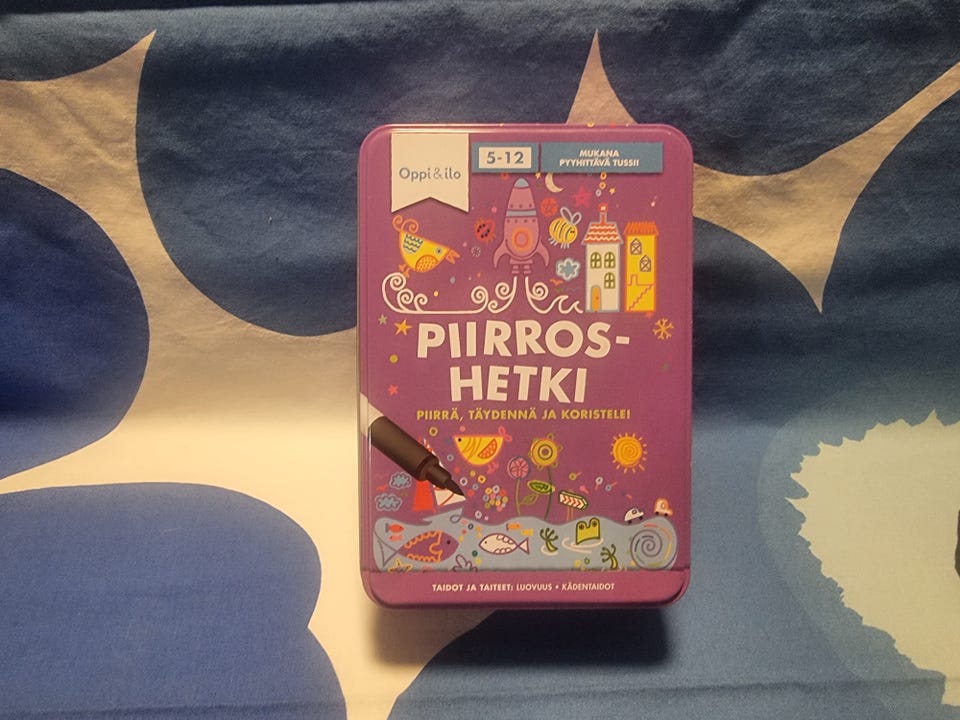 Oppi&ilo
5-12
MUKANA
PYYHITTÄVÄ TUSSI!
PIIRROS-
HETKI
PIIRRÄ, TÄYDENNÄ JA KORISTELE!
TAIDOT JA TAITEET: LUOVUUS • KÄDENTAIDOT